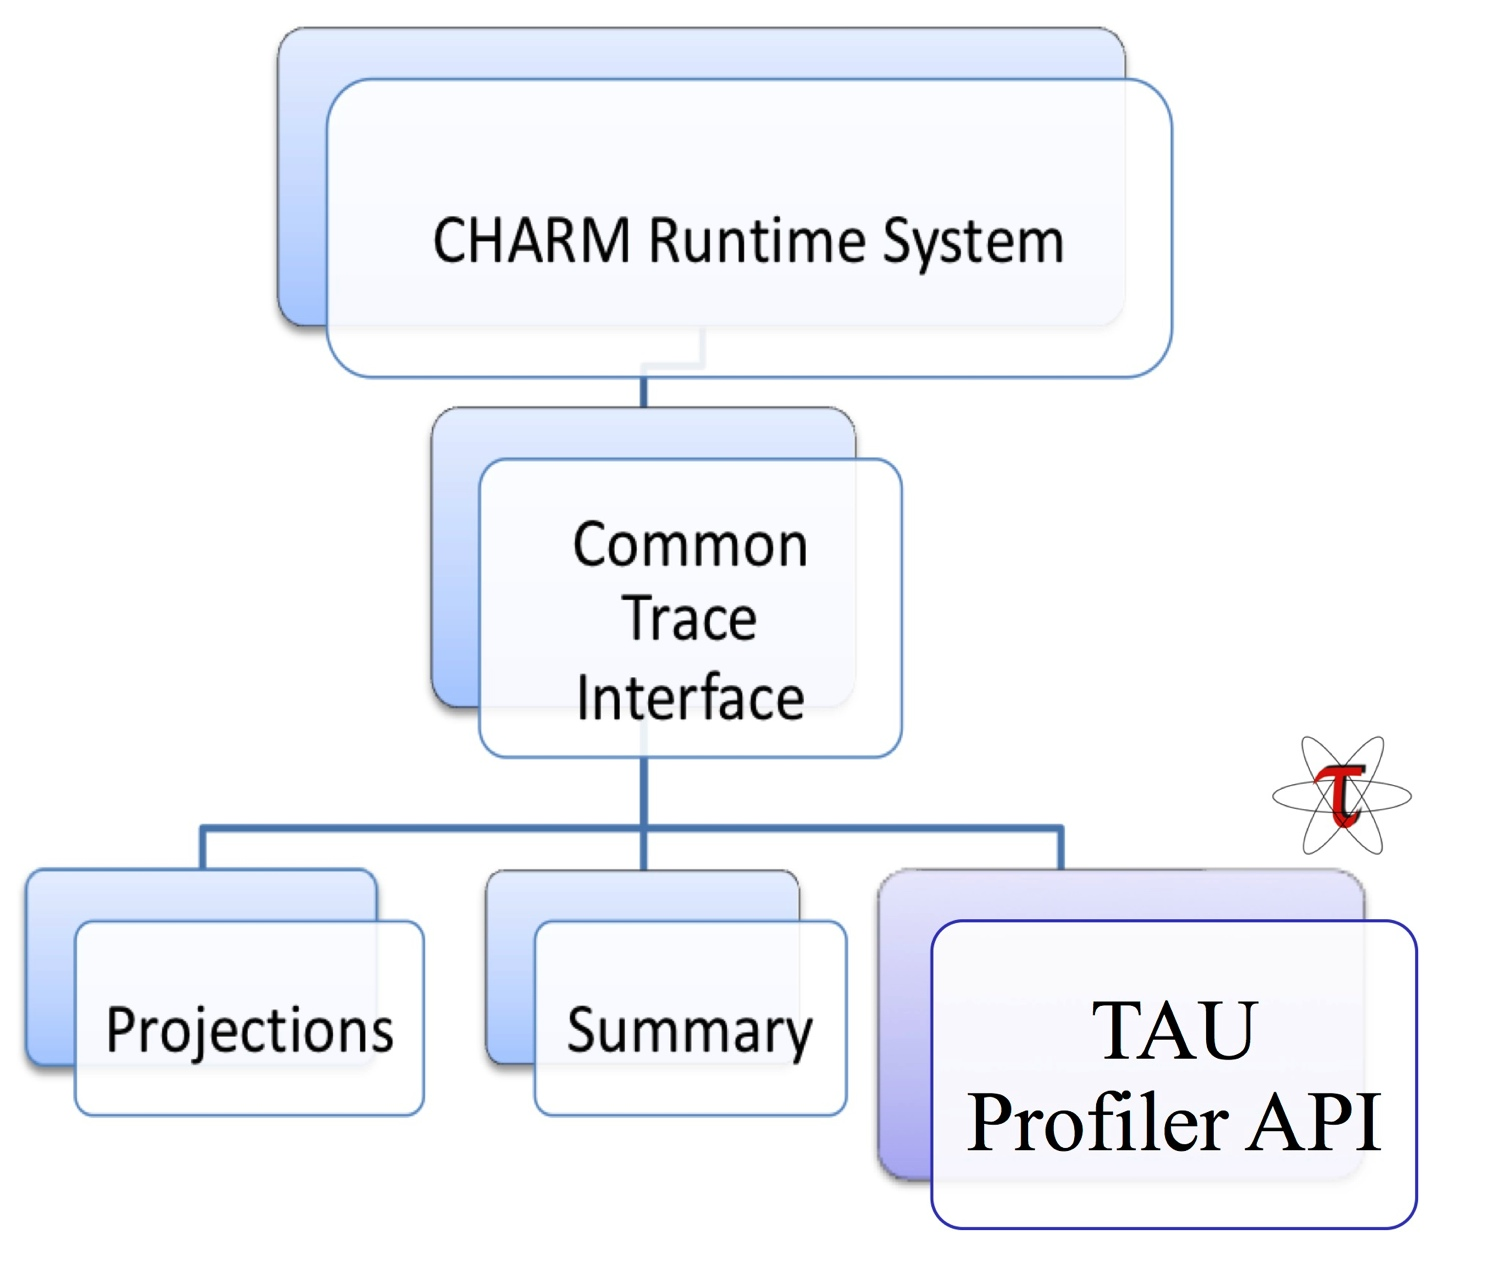 CHARM Runtime System
Common
Trace
Interface
τ
Projections
Summary
TAU
Profiler API